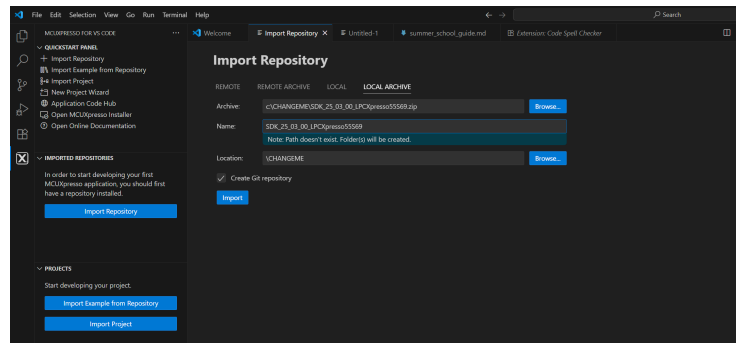 File Edit Selection View Go Run Terminal Help
Search
MCUXPRESSO FOR VS CODE
Welcome
Import Repository
Untitled-1
summer_school_guide.md
Extension: Code Spell Checker
QUICKSTART PANEL
Import Repository
Import Example from Repository
Import Project
New Project Wizard
Application Code Hub
Open MCUXpresso Installer
Open Online Documentation
IMPORTED REPOSITORIES
In order to start developing your first
MCUXpresso application, you should first
have a repository installed.
Import Repository
PROJECTS
Start developing your project.
Import Example from Repository
Import Project
Import Repository
REMOTE REMOTE ARCHIVE LOCAL LOCAL ARCHIVE
Archive: c:\CHANGEME\SDK_25_03_00_LPCXpresso55S69.zip Browse...
Name: SDK_25_03_00_LPCXpresso55S69
Note: Path doesn't exist. Folder(s) will be created.
Location: \CHANGEME Browse...
Create Git repository
Import